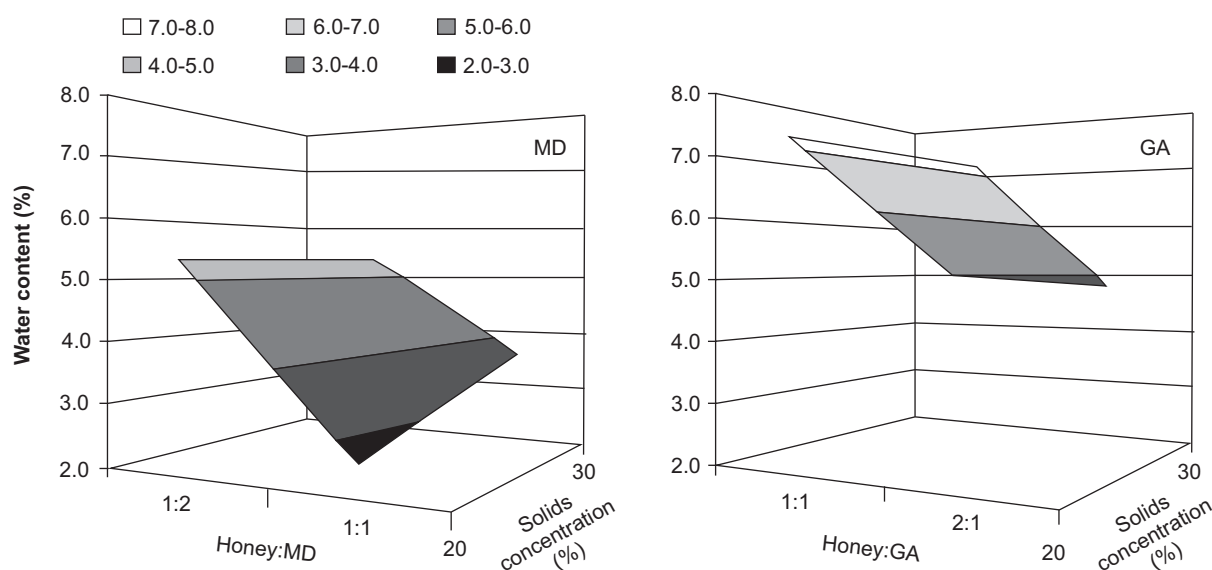 7.0-8.0 6.0-7.0 5.0-6.0
4.0-5.0 3.0-4.0 2.0-3.0
Water content (%)
8.0
7.0
6.0
5.0
4.0
3.0
2.0
MD
1:2
1:1
Honey:MD
20
30
Solids
concentration
(%)
8.0
7.0
6.0
5.0
4.0
3.0
2.0
GA
1:1
2:1
Honey:GA
20
30
Solids
concentration
(%)